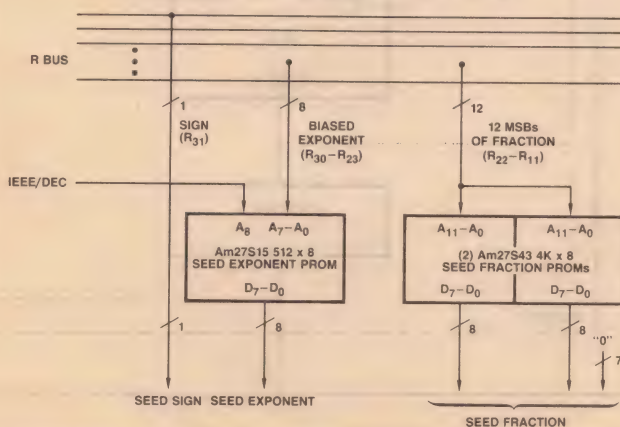 R BUS
1
8
12
SIGN
(R31)
BIASED
EXPONENT
(R30–R23)
12 MSBs
OF FRACTION
(R22–R11)
IEEE/DEC
A8 A7–A0
Am27S15 512 x 8
SEED EXPONENT PROM
D7–D0
A11–A0 A11–A0
(2) Am27S43 4K x 8
SEED FRACTION PROMs
D7–D0 D7–D0
1
8
8
8
"0"
7
SEED SIGN SEED EXPONENT
SEED FRACTION